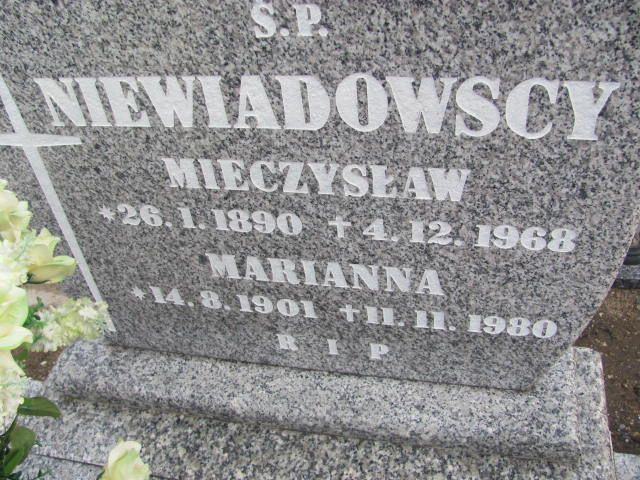 Ś.P.
NIEWIADOWSCY
MIECZYSŁAW
*26.1.1890 †4.12.1968
MARIANNA
*14.8.1901 †11.11.1980
R I P